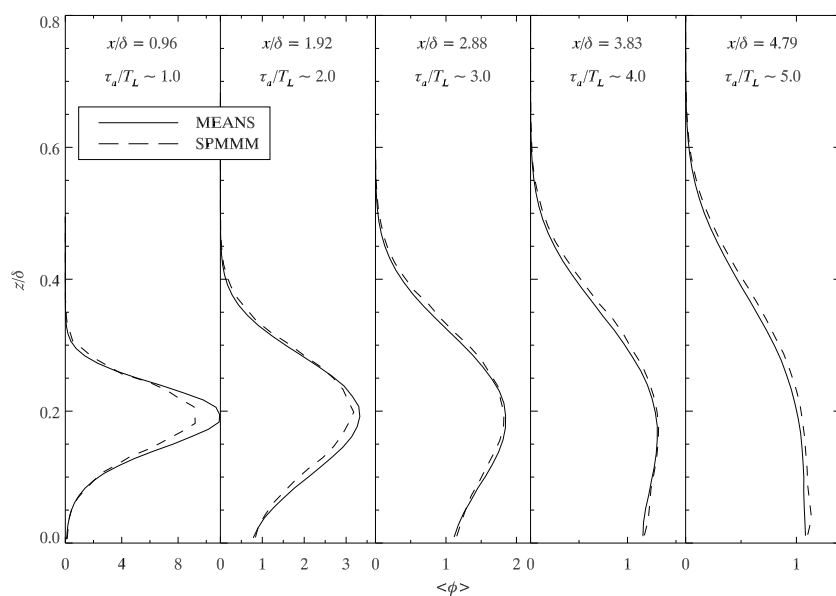 0.8
x/δ = 0.96 x/δ = 1.92 x/δ = 2.88 x/δ = 3.83 x/δ = 4.79
τa/TL ~ 1.0 τa/TL ~ 2.0 τa/TL ~ 3.0 τa/TL ~ 4.0 τa/TL ~ 5.0
MEANS
SPMMM
0.6
0.4
z/δ
0.2
0.0
0 4 8 0 1 2 3 0 1 2 0 1 0 1
<ϕ>